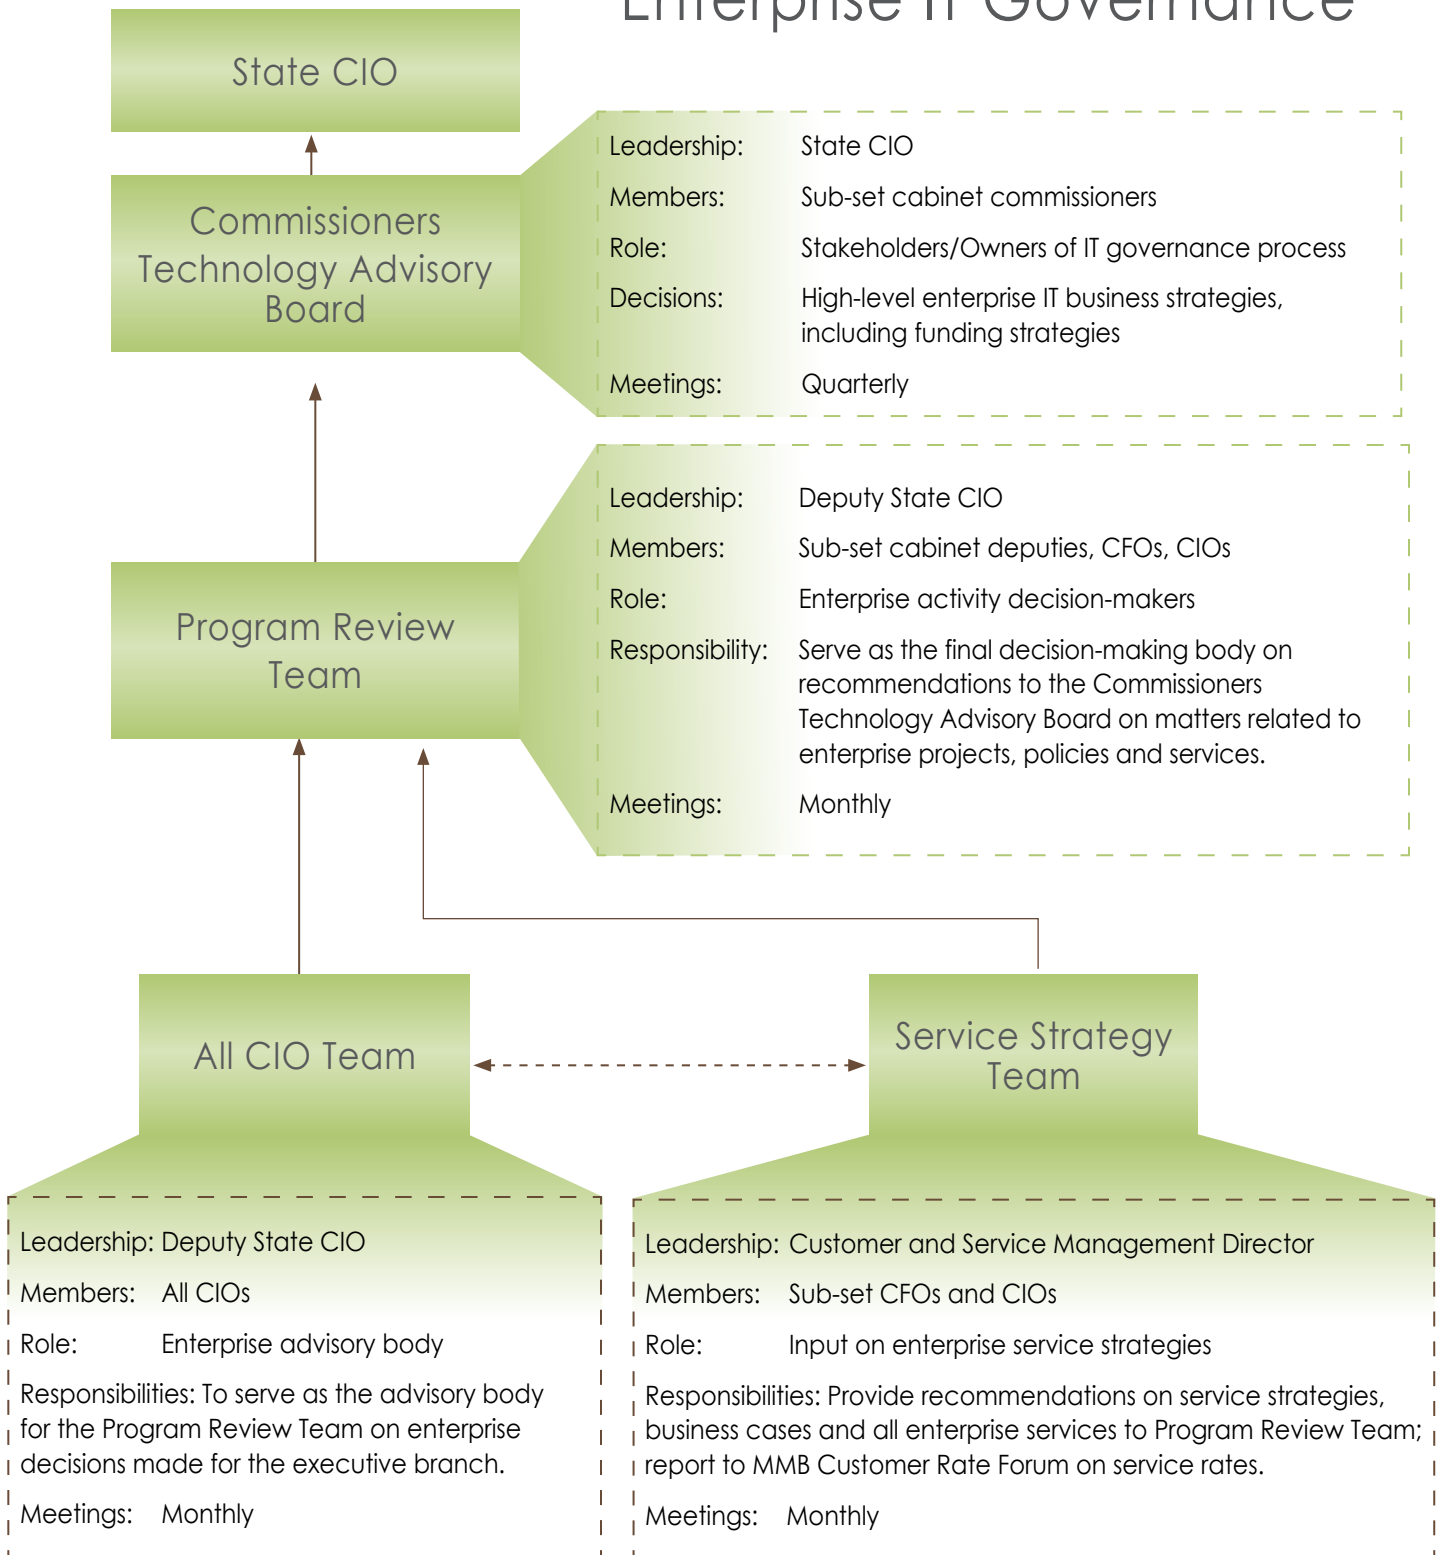 Enterprise IT Governance
State CIO
Commissioners
Technology Advisory
Board
Leadership: State CIO
Members: Sub-set cabinet commissioners
Role: Stakeholders/Owners of IT governance process
Decisions: High-level enterprise IT business strategies,
including funding strategies
Meetings: Quarterly
Program Review
Team
Leadership: Deputy State CIO
Members: Sub-set cabinet deputies, CFOs, CIOs
Role: Enterprise activity decision-makers
Responsibility: Serve as the final decision-making body on
recommendations to the Commissioners
Technology Advisory Board on matters related to
enterprise projects, policies and services.
Meetings: Monthly
All CIO Team
Leadership: Deputy State CIO
Members: All CIOs
Role: Enterprise advisory body
Responsibilities: To serve as the advisory body
for the Program Review Team on enterprise
decisions made for the executive branch.
Meetings: Monthly
Service Strategy
Team
Leadership: Customer and Service Management Director
Members: Sub-set CFOs and CIOs
Role: Input on enterprise service strategies
Responsibilities: Provide recommendations on service strategies,
business cases and all enterprise services to Program Review Team;
report to MMB Customer Rate Forum on service rates.
Meetings: Monthly